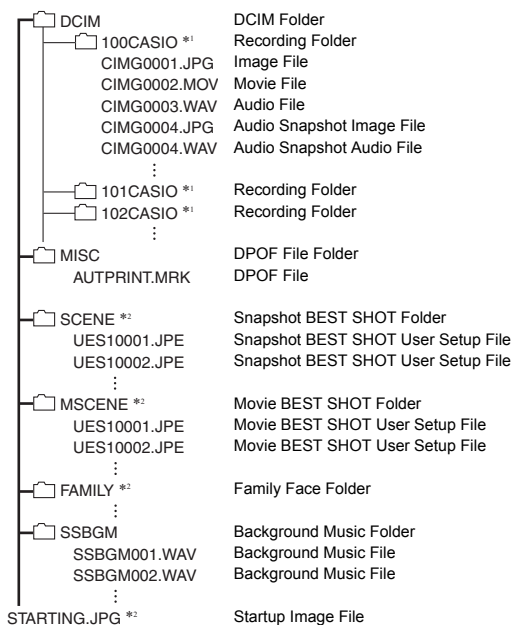 DCIM DCIM Folder
100CASIO *1 Recording Folder
CIMG0001.JPG Image File
CIMG0002.MOV Movie File
CIMG0003.WAV Audio File
CIMG0004.JPG Audio Snapshot Image File
CIMG0004.WAV Audio Snapshot Audio File
101CASIO *1 Recording Folder
102CASIO *1 Recording Folder
MISC DPOF File Folder
AUTPRINT.MRK DPOF File
SCENE *2 Snapshot BEST SHOT Folder
UES10001.JPE Snapshot BEST SHOT User Setup File
UES10002.JPE Snapshot BEST SHOT User Setup File
MSCENE *2 Movie BEST SHOT Folder
UES10001.JPE Movie BEST SHOT User Setup File
UES10002.JPE Movie BEST SHOT User Setup File
FAMILY *2 Family Face Folder
SSBGM Background Music Folder
SSBGM001.WAV Background Music File
SSBGM002.WAV Background Music File
STARTING.JPG *2 Startup Image File